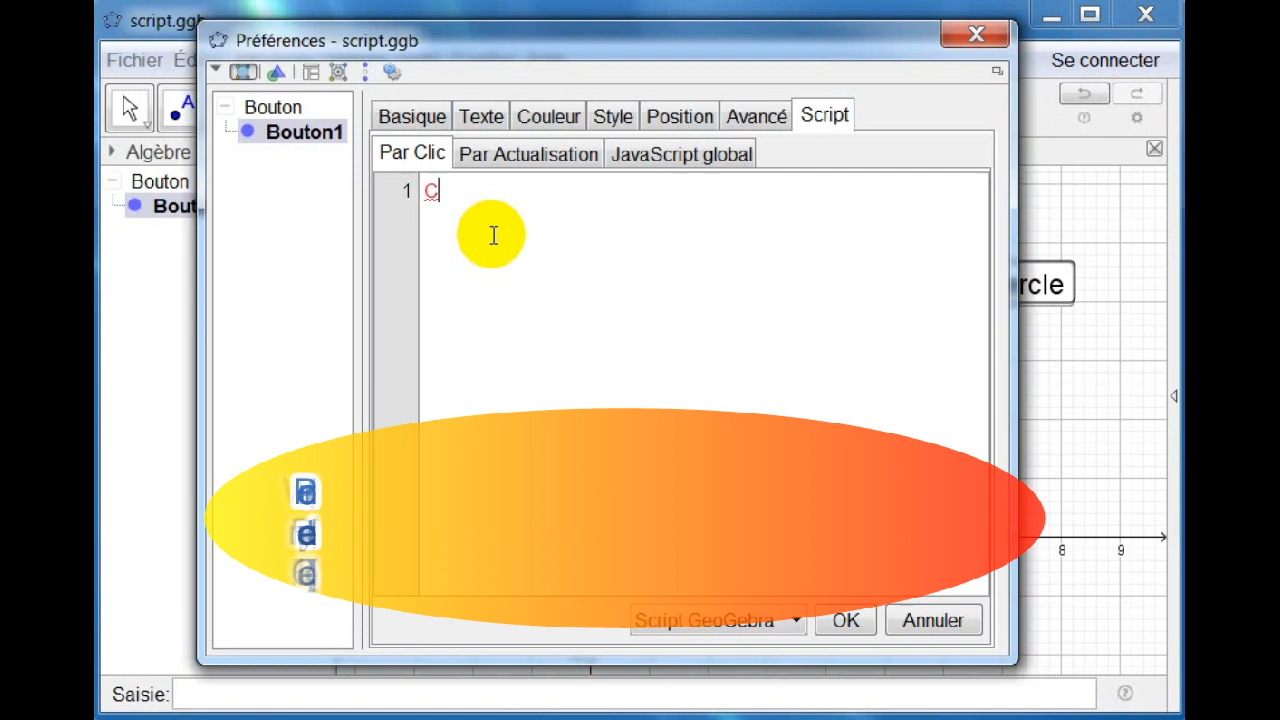 script.ggb
Préférences - script.ggb
Fichier
Se connecter
Bouton
Bouton1
Basique
Texte
Couleur
Style
Position
Avancé
Script
Par Clic
Par Actualisation
JavaScript global
A
Algèbre
Bouton
Bout
1
C
rcle
8
9
Script GeoGebra
OK
Annuler
Saisie: